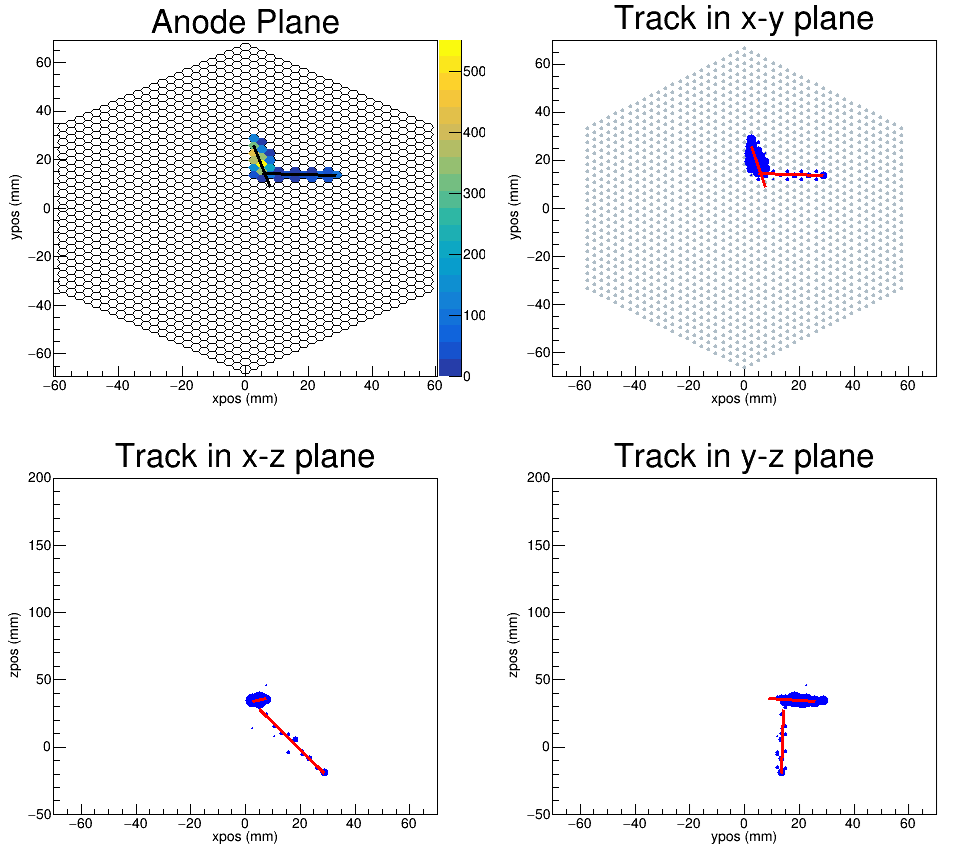 Anode Plane
ypos (mm)
60
40
20
0
−20
−40
−60
−60 −40 −20 0 20 40 60
xpos (mm)
500
400
300
200
100
0
Track in x-y plane
ypos (mm)
60
40
20
0
−20
−40
−60
−60 −40 −20 0 20 40 60
xpos (mm)
Track in x-z plane
zpos (mm)
200
150
100
50
0
−50
−60 −40 −20 0 20 40 60
xpos (mm)
Track in y-z plane
zpos (mm)
200
150
100
50
0
−50
−60 −40 −20 0 20 40 60
ypos (mm)